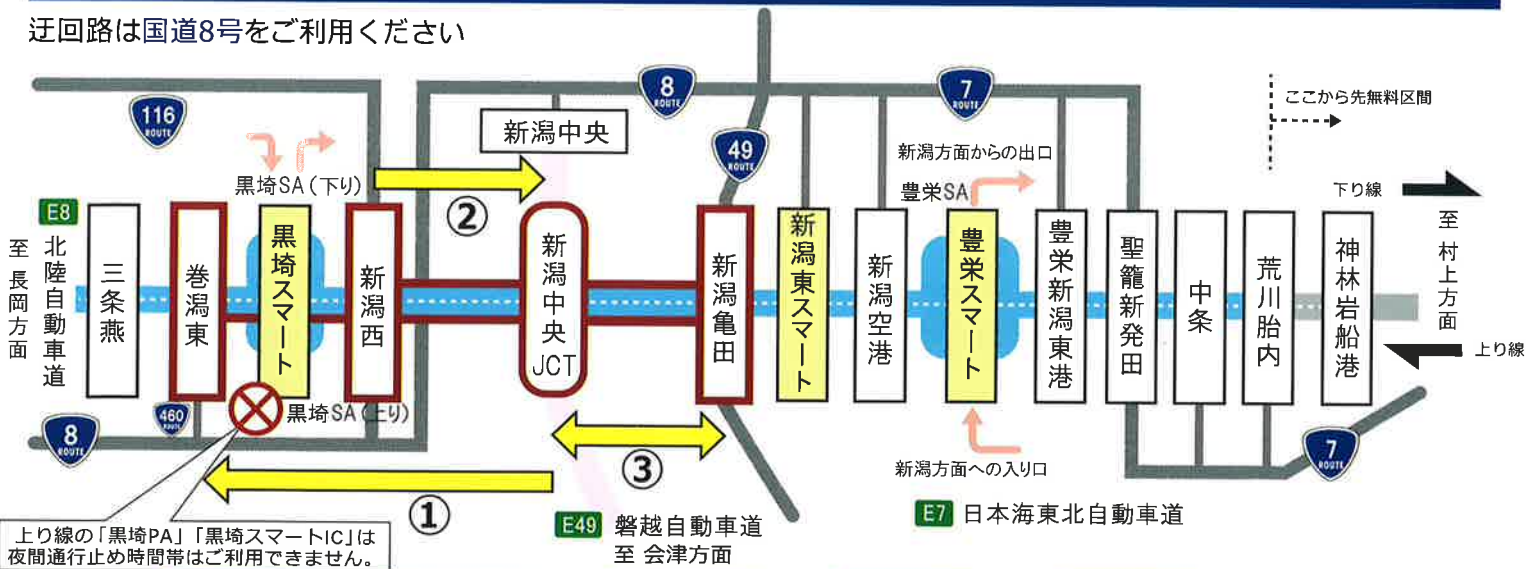 迂回路は国道8号をご利用ください
116
ROUTE
8
ROUTE
7
ROUTE
ここから先無料区間
新潟中央
49
ROUTE
黒埼SA(下り)
②
新潟方面からの出口
豊栄SA
下り線
E8
北陸自動車道
至 長岡方面
三条燕
巻潟東
黒埼スマート
新潟西
新潟中央JCT
新潟亀田
新潟東スマート
新潟空港
豊栄スマート
豊栄新潟東港
聖籠新発田
中条
荒川胎内
神林岩船港
至 村上方面
上り線
8
ROUTE
460
ROUTE
黒埼SA(上り)
①
③
新潟方面への入り口
7
ROUTE
上り線の「黒埼PA」「黒埼スマートIC」は
夜間通行止め時間帯はご利用できません。
E49 磐越自動車道
至 会津方面
E7 日本海東北自動車道